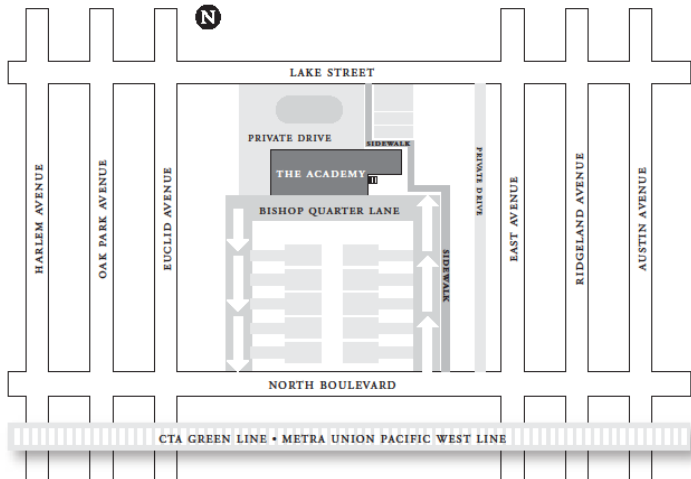 N
LAKE STREET
PRIVATE DRIVE
SIDEWALK
THE ACADEMY
BISHOP QUARTER LANE
HARLEM AVENUE
OAK PARK AVENUE
EUCLID AVENUE
SIDEWALK
PRIVATE DRIVE
EAST AVENUE
RIDGELAND AVENUE
AUSTIN AVENUE
NORTH BOULEVARD
CTA GREEN LINE • METRA UNION PACIFIC WEST LINE